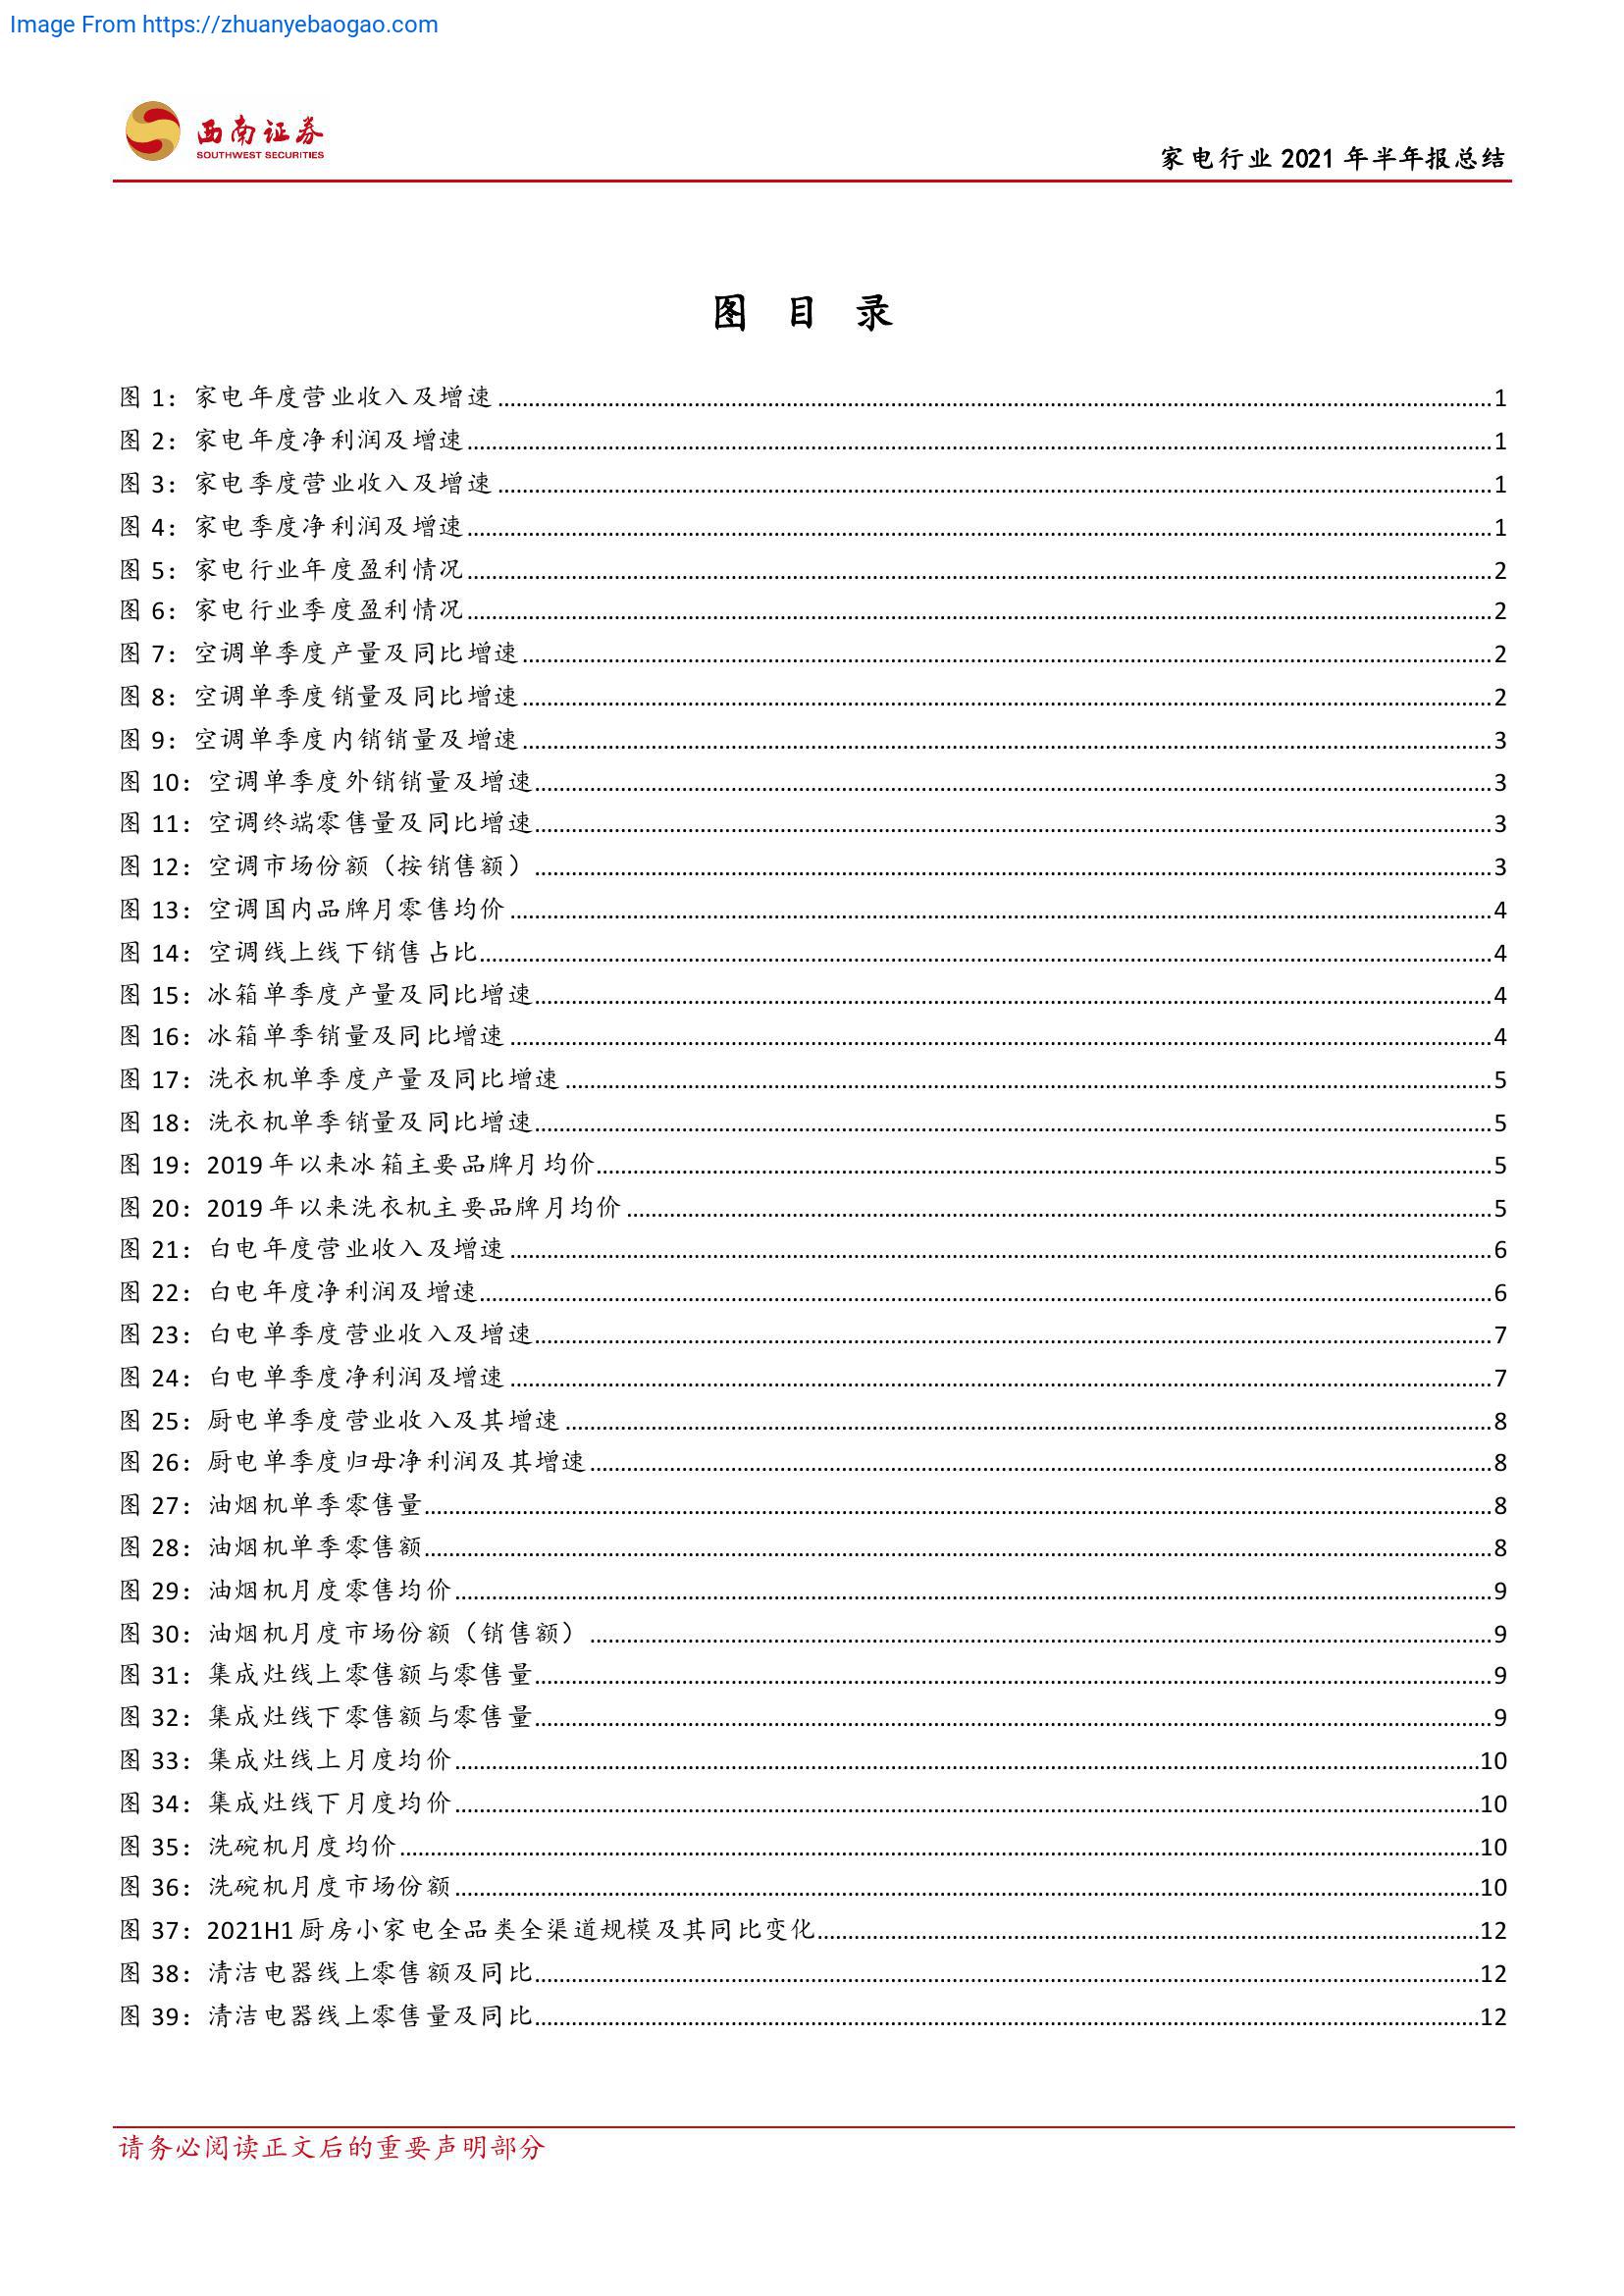 Image From https://zhuanyebaogao.com
西南证券
SOUTHWEST SECURITIES
家电行业 2021 年半年报总结
图 目 录
图 1：家电年度营业收入及增速........1
图 2：家电年度净利润及增速........1
图 3：家电季度营业收入及增速........1
图 4：家电季度净利润及增速........1
图 5：家电行业年度盈利情况........2
图 6：家电行业季度盈利情况........2
图 7：空调单季度产量及同比增速........2
图 8：空调单季度销量及同比增速........2
图 9：空调单季度内销销量及增速........3
图 10：空调单季度外销销量及增速........3
图 11：空调终端零售量及同比增速........3
图 12：空调市场份额（按销售额）........3
图 13：空调国内品牌月零售均价........4
图 14：空调线上线下销售占比........4
图 15：冰箱单季度产量及同比增速........4
图 16：冰箱单季销量及同比增速........4
图 17：洗衣机单季度产量及同比增速........5
图 18：洗衣机单季销量及同比增速........5
图 19：2019 年以来冰箱主要品牌月均价........5
图 20：2019 年以来洗衣机主要品牌月均价........5
图 21：白电年度营业收入及增速........6
图 22：白电年度净利润及增速........6
图 23：白电单季度营业收入及增速........7
图 24：白电单季度净利润及增速........7
图 25：厨电单季度营业收入及其增速........8
图 26：厨电单季度归母净利润及其增速........8
图 27：油烟机单季零售量........8
图 28：油烟机单季零售额........8
图 29：油烟机月度零售均价........9
图 30：油烟机月度市场份额（销售额）........9
图 31：集成灶线上零售额与零售量........9
图 32：集成灶线下零售额与零售量........9
图 33：集成灶线上月度均价........10
图 34：集成灶线下月度均价........10
图 35：洗碗机月度均价........10
图 36：洗碗机月度市场份额........10
图 37：2021H1 厨房小家电全品类全渠道规模及其同比变化........12
图 38：清洁电器线上零售额及同比........12
图 39：清洁电器线上零售量及同比........12
请务必阅读正文后的重要声明部分